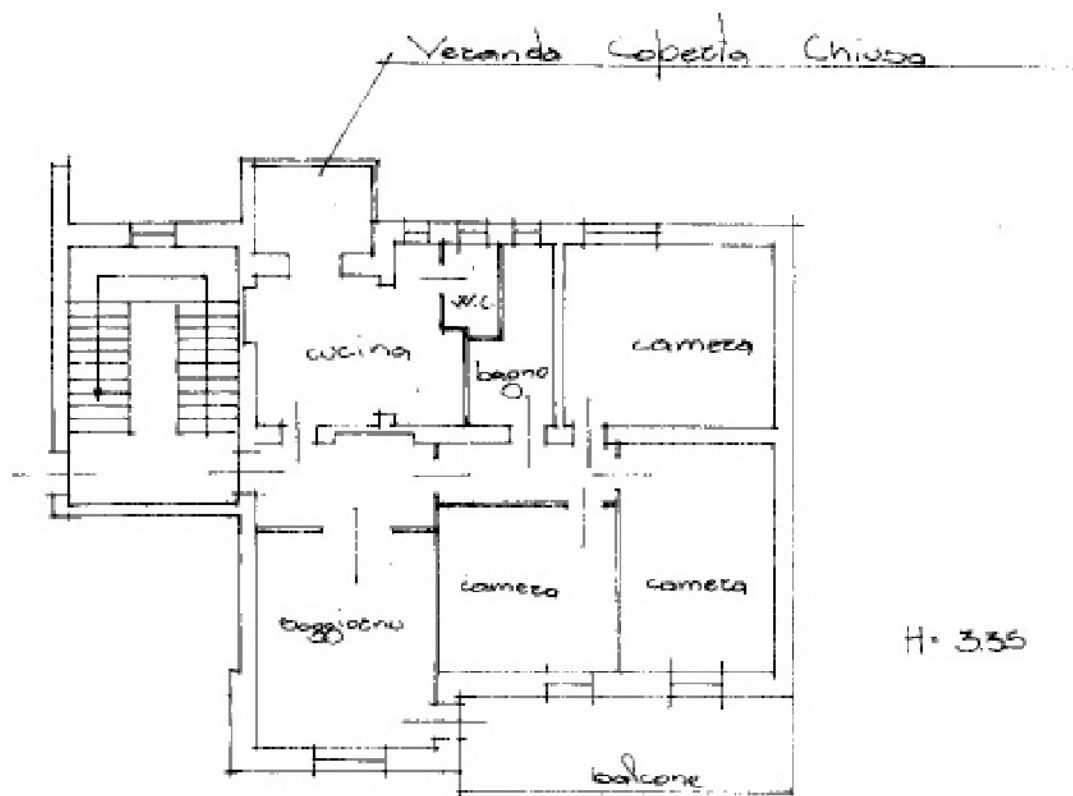 Veranda Coperta Chiusa
W.C.
cucina
camera
bagno
camera
camera
soggiorno
H= 3.35
balcone